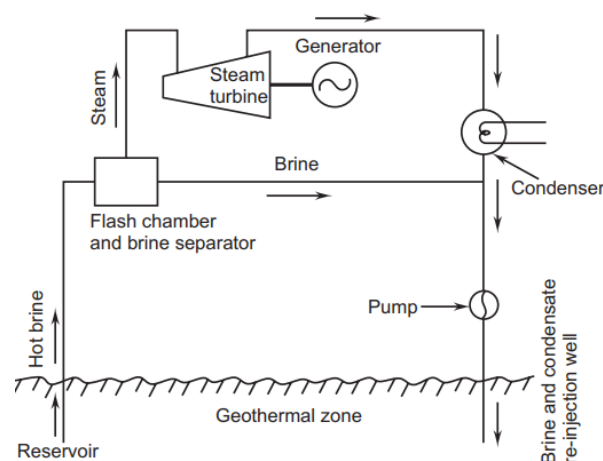 Generator
Steam
turbine
Steam
Brine
Condenser
Flash chamber
and brine separator
Hot brine
Pump
Brine and condensate
re-injection well
Geothermal zone
Reservoir